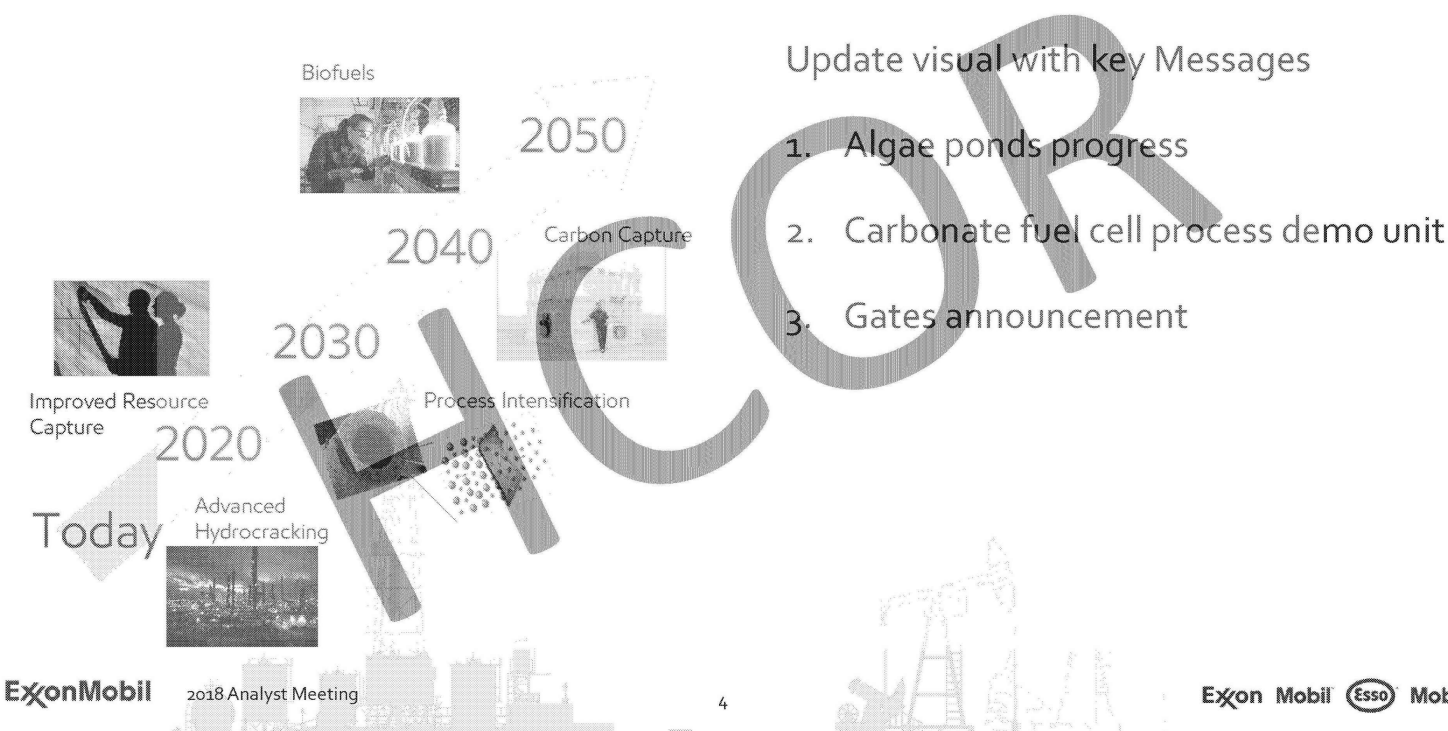 Biofuels
2050
2040
Carbon Capture
2030
Improved Resource
Capture
2020
Process Intensification
Today
Advanced
Hydrocracking
HCOR
Update visual with key Messages
1. Algae ponds progress
2. Carbonate fuel cell process demo unit
3. Gates announcement
ExxonMobil
2018 Analyst Meeting
4
Exxon Mobil Esso Mob